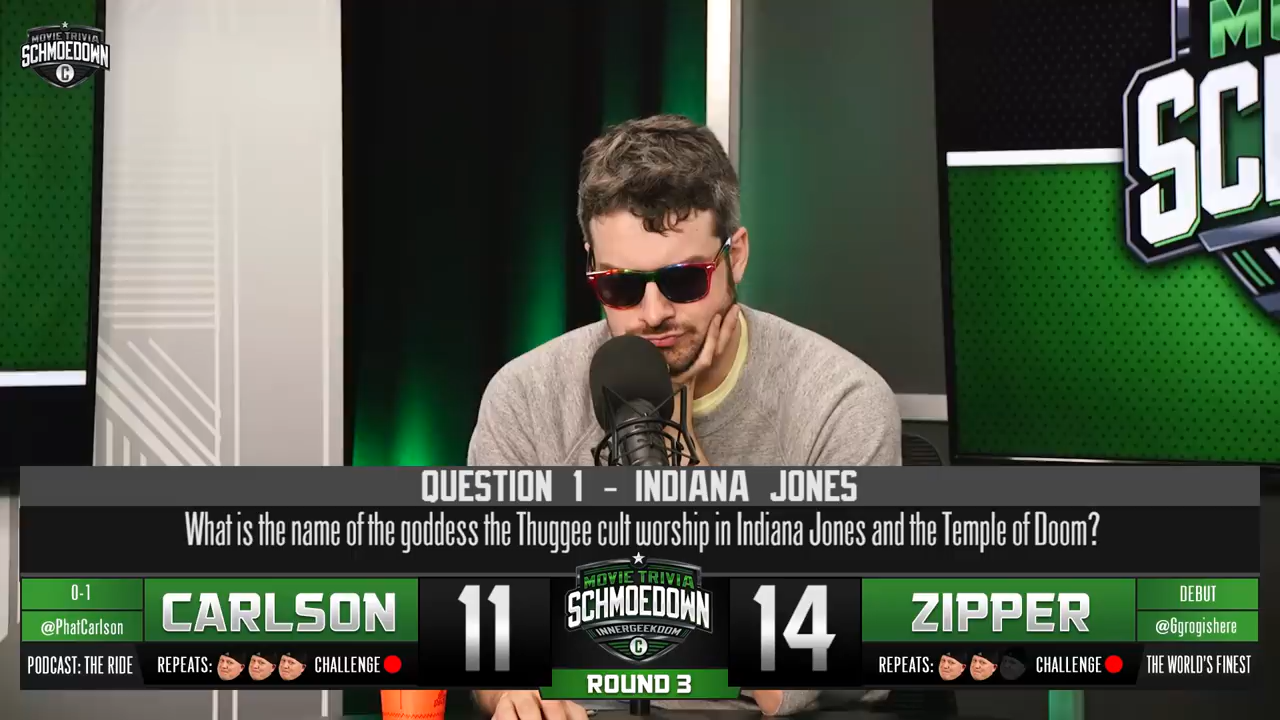 MOVIE TRIVIA
SCHMOEDOWN
C
QUESTION 1 - INDIANA JONES
What is the name of the goddess the Thuggee cult worship in Indiana Jones and the Temple of Doom?
0-1
@PhatCarlson
CARLSON
11
MOVIE TRIVIA
SCHMOEDOWN
INNERGEEKDOM
C
14
ZIPPER
DEBUT
@Ggrogishere
PODCAST: THE RIDE
REPEATS:
CHALLENGE
ROUND 3
REPEATS:
CHALLENGE
THE WORLD'S FINEST